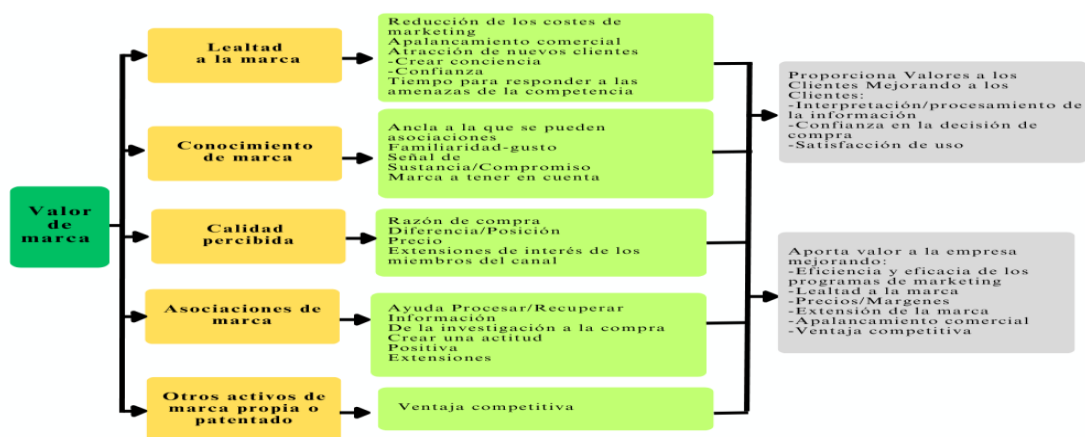 Valor
de
marca
Lealtad
a la marca
Reducción de los costes de
marketing
Apalancamiento comercial
Atracción de nuevos clientes
-Crear conciencia
-Confianza
Tiempo para responder a las
amenazas de la competencia
Conocimiento
de marca
Ancla a la que se pueden
asociaciones
Familiaridad-gusto
Señal de
Sustancia/Compromiso
Marca a tener en cuenta
Calidad
percibida
Razón de compra
Diferencia/Posición
Precio
Extensiones de interés de los
miembros del canal
Asociaciones de
marca
Ayuda Procesar/Recuperar
Información
De la investigación a la compra
Crear una actitud
Positiva
Extensiones
Otros activos de
marca propia o
patentado
Ventaja competitiva
Proporciona Valores a los
Clientes Mejorando a los
Clientes:
-Interpretación/procesamiento de
la información
-Confianza en la decisión de
compra
-Satisfacción de uso
Aporta valor a la empresa
mejorando:
-Eficiencia y eficacia de los
programas de marketing
-Lealtad a la marca
-Precios/Margenes
-Extensión de la marca
-Apalancamiento comercial
-Ventaja competitiva